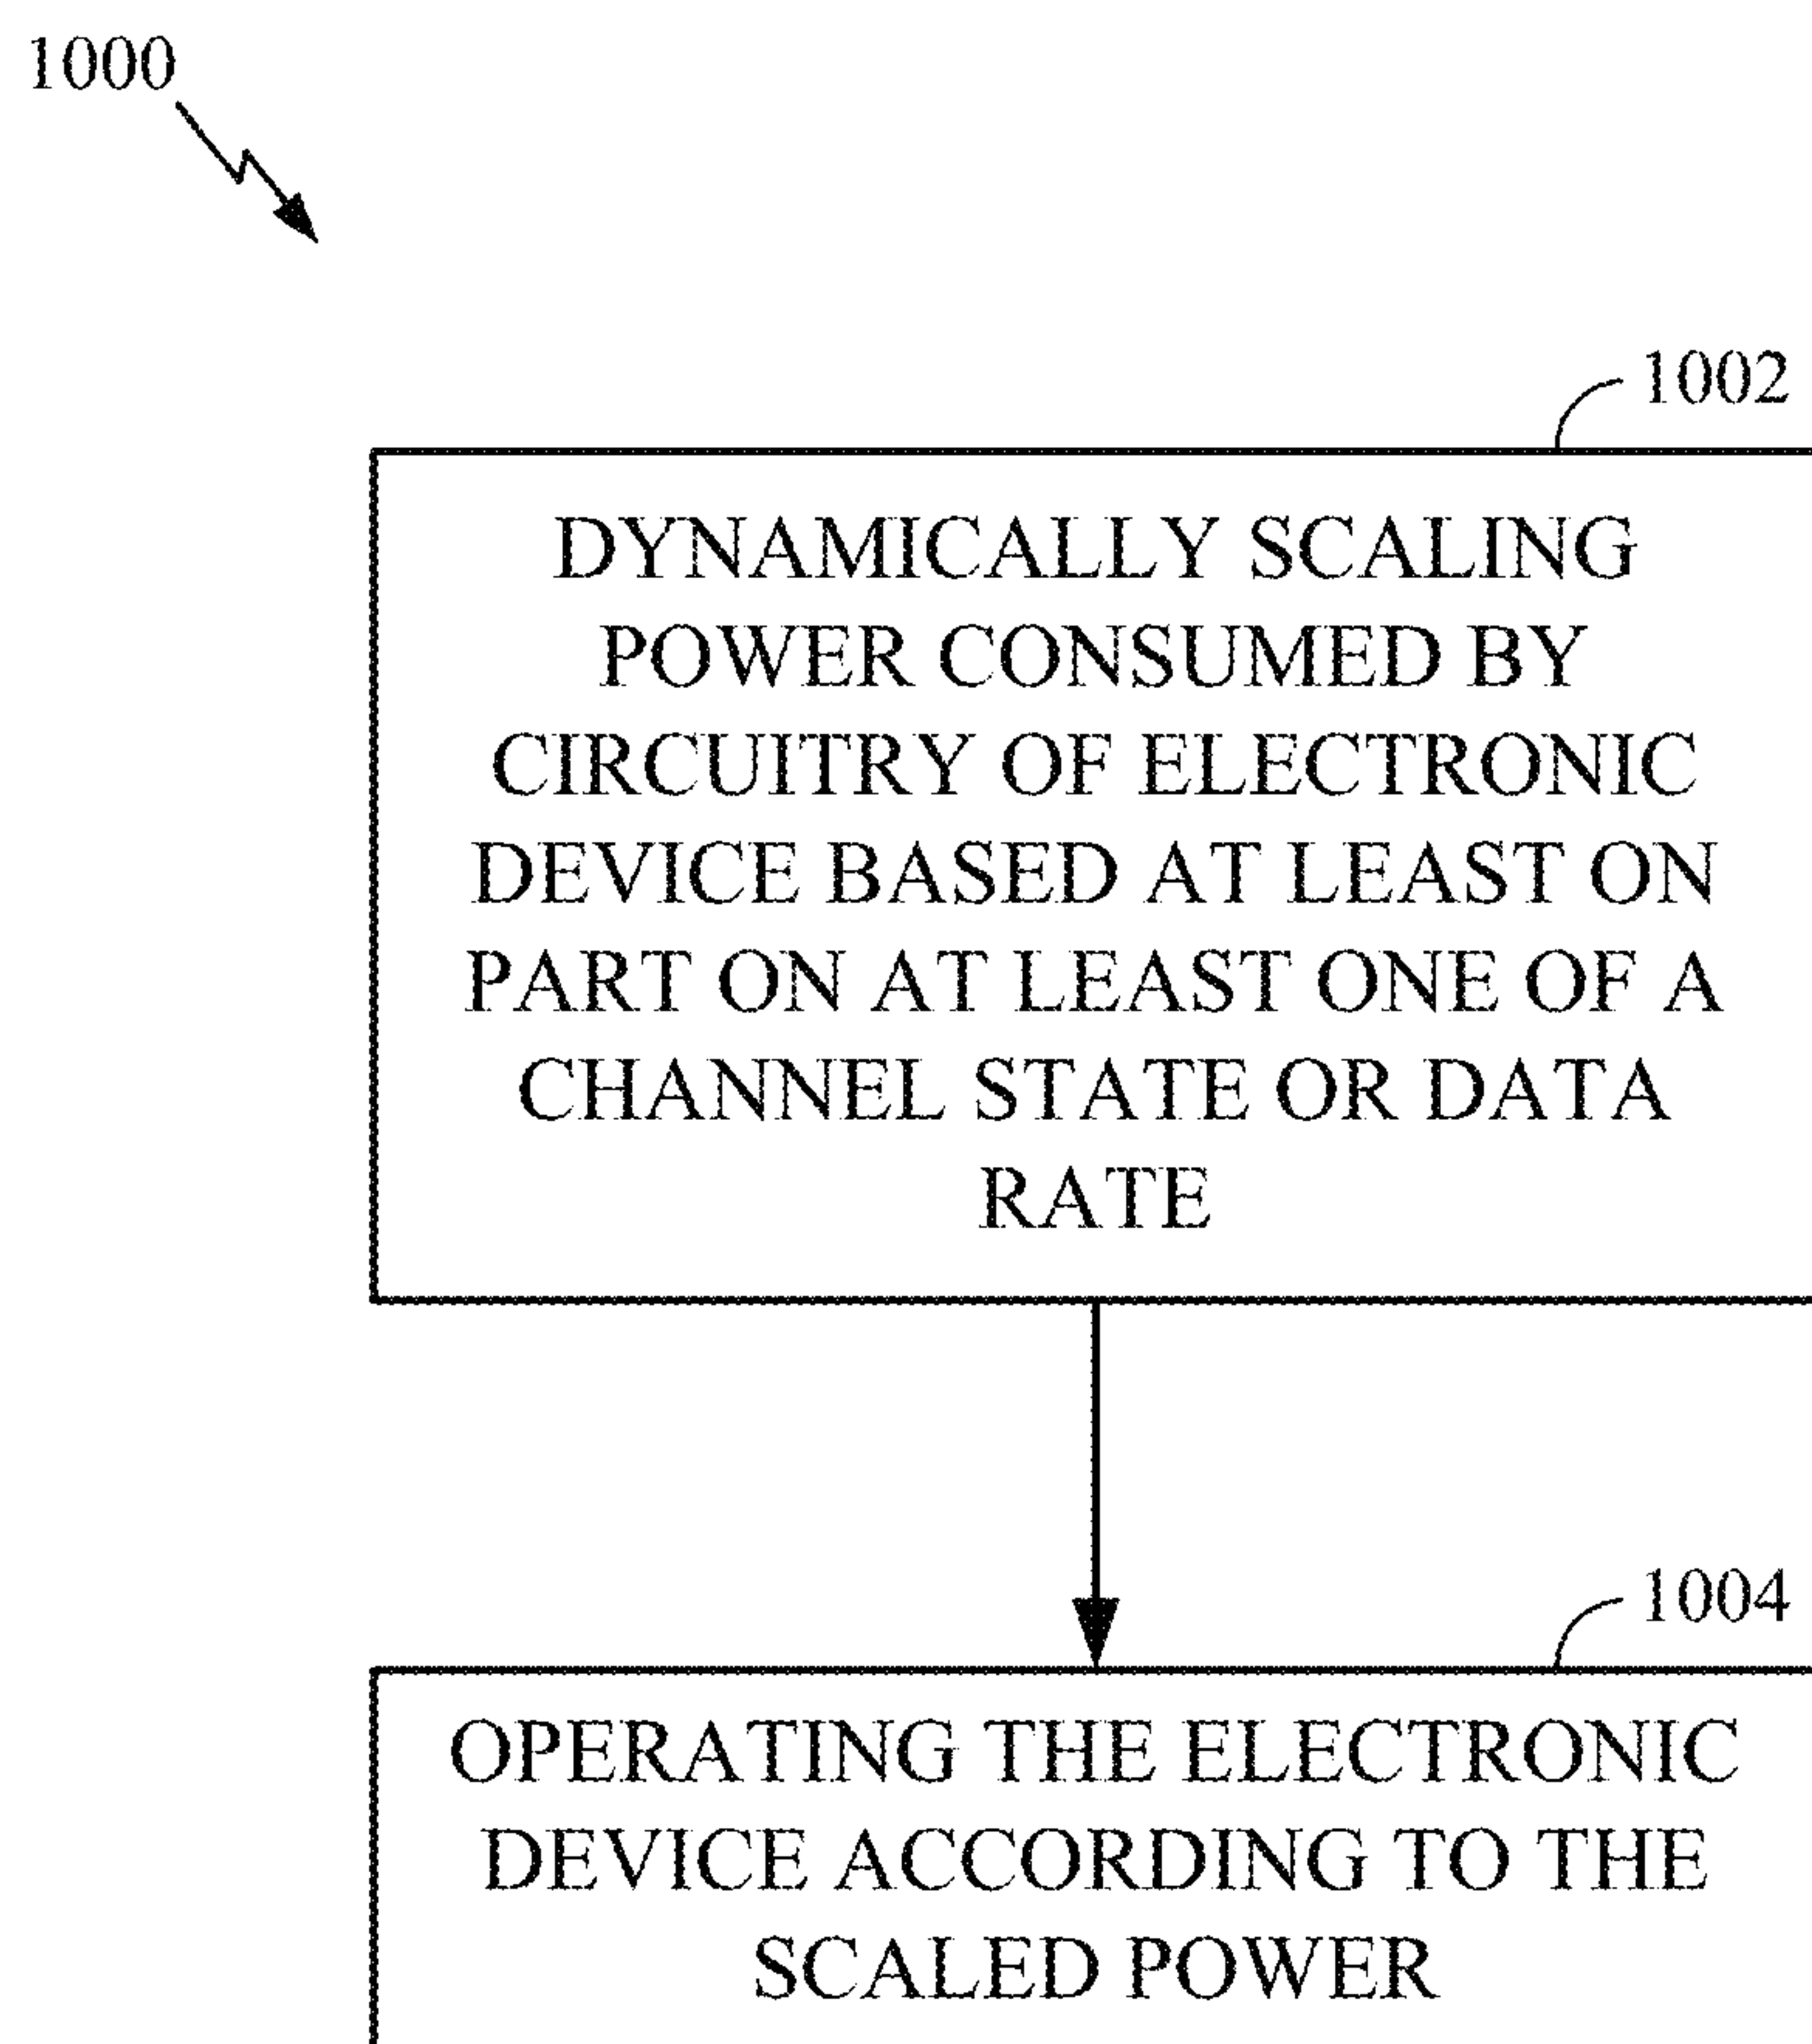 1000
1002
DYNAMICALLY SCALING
POWER CONSUMED BY
CIRCUITRY OF ELECTRONIC
DEVICE BASED AT LEAST ON
PART ON AT LEAST ONE OF A
CHANNEL STATE OR DATA
RATE
1004
OPERATING THE ELECTRONIC
DEVICE ACCORDING TO THE
SCALED POWER